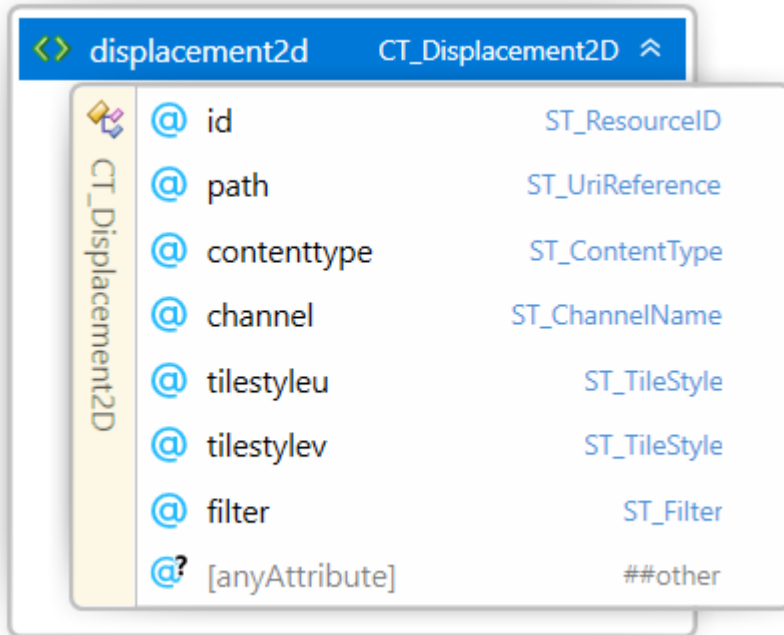 <> displacement2d CT_Displacement2D
CT_Displacement2D
@ id ST_ResourceID
@ path ST_UriReference
@ contenttype ST_ContentType
@ channel ST_ChannelName
@ tilestyleu ST_TileStyle
@ tilestylev ST_TileStyle
@ filter ST_Filter
@? [anyAttribute] ##other